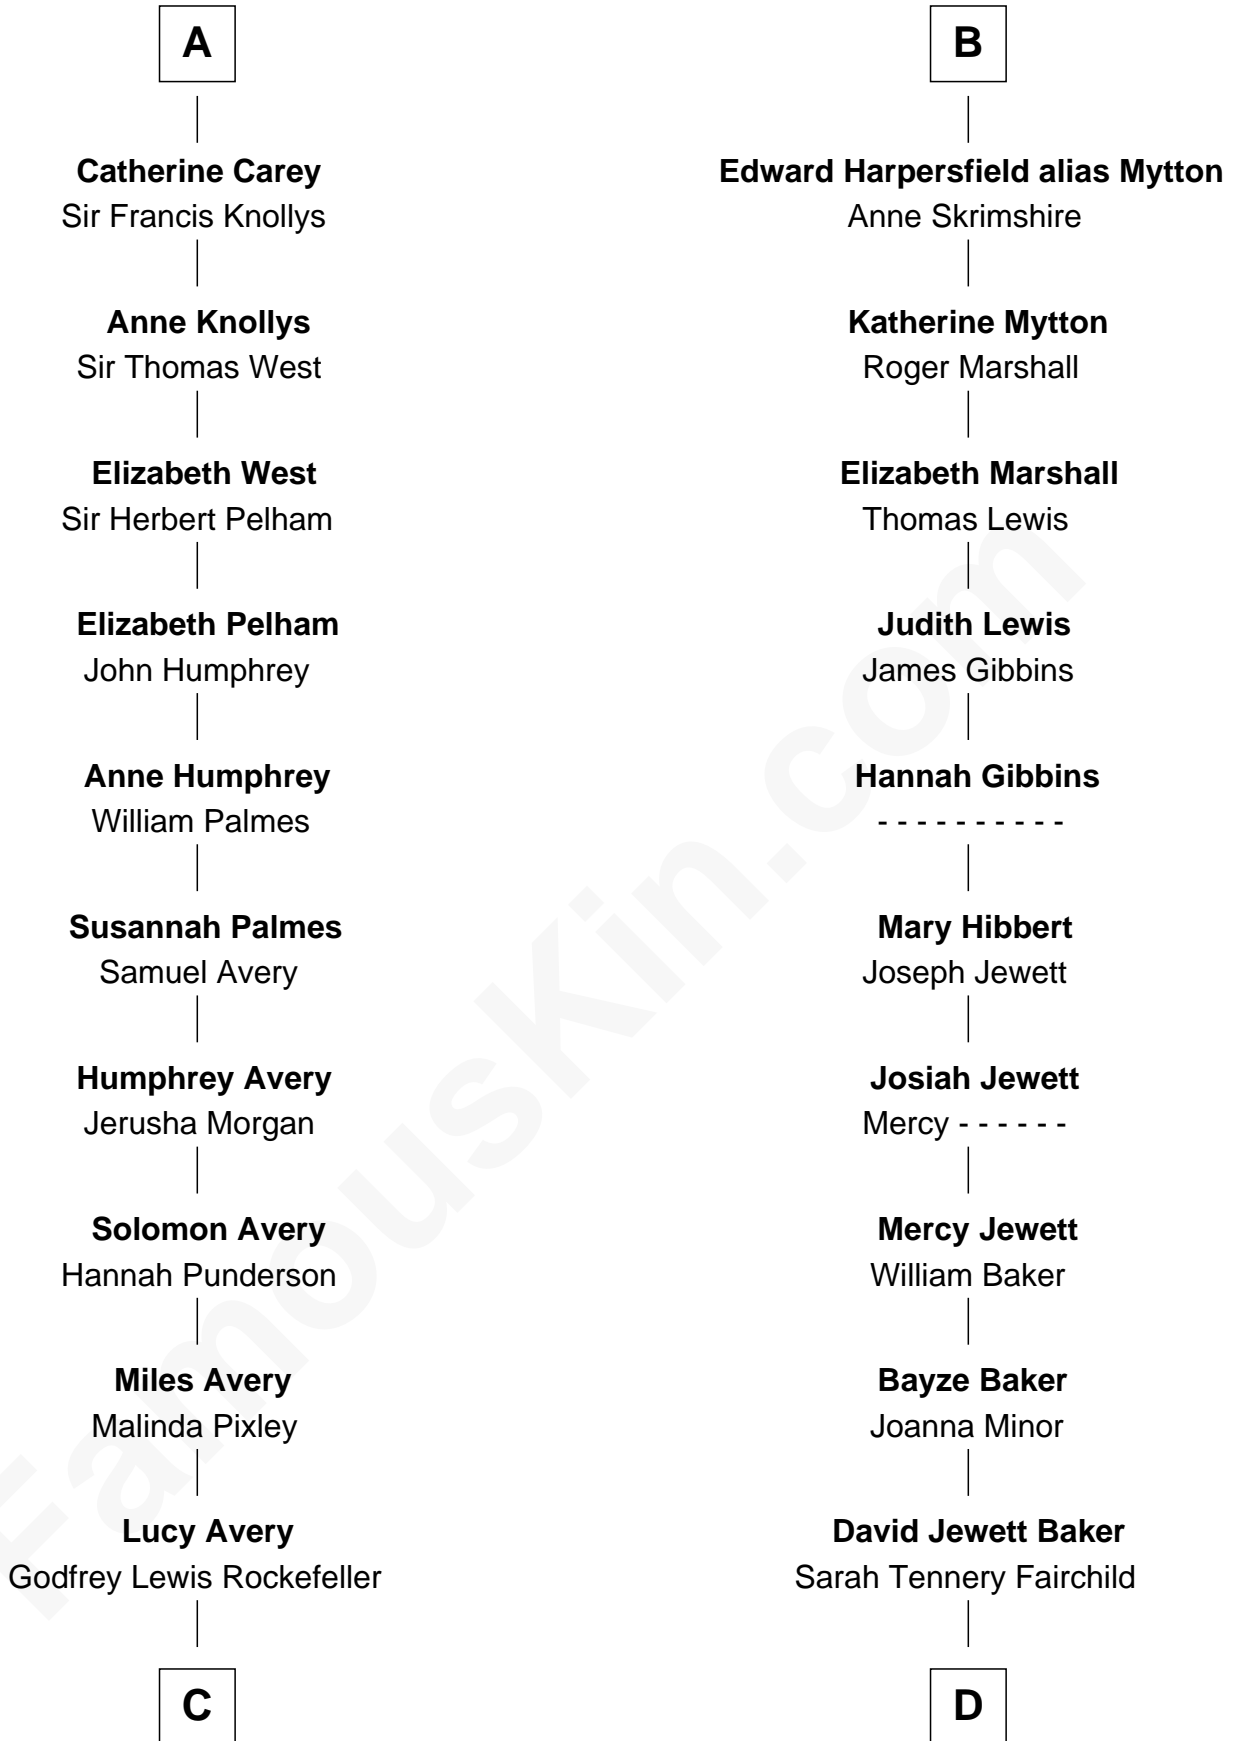 A
Catherine Carey
Sir Francis Knollys
Anne Knollys
Sir Thomas West
Elizabeth West
Sir Herbert Pelham
Elizabeth Pelham
John Humphrey
Anne Humphrey
William Palmes
Susannah Palmes
Samuel Avery
Humphrey Avery
Jerusha Morgan
Solomon Avery
Hannah Punderson
Miles Avery
Malinda Pixley
Lucy Avery
Godfrey Lewis Rockefeller
C
B
Edward Harpersfield alias Mytton
Anne Skrimshire
Katherine Mytton
Roger Marshall
Elizabeth Marshall
Thomas Lewis
Judith Lewis
James Gibbins
Hannah Gibbins
- - - - - - - - - -
Mary Hibbert
Joseph Jewett
Josiah Jewett
Mercy - - - - - -
Mercy Jewett
William Baker
Bayze Baker
Joanna Minor
David Jewett Baker
Sarah Tennery Fairchild
D
FamousKin.com